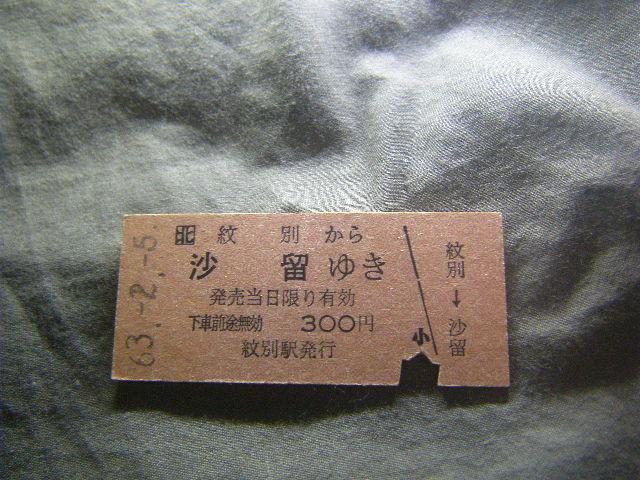 63.-2.-5.
北 紋別から
沙留ゆき
発売当日限り有効
下車前途無効 300円
紋別駅発行
小
紋別→沙留